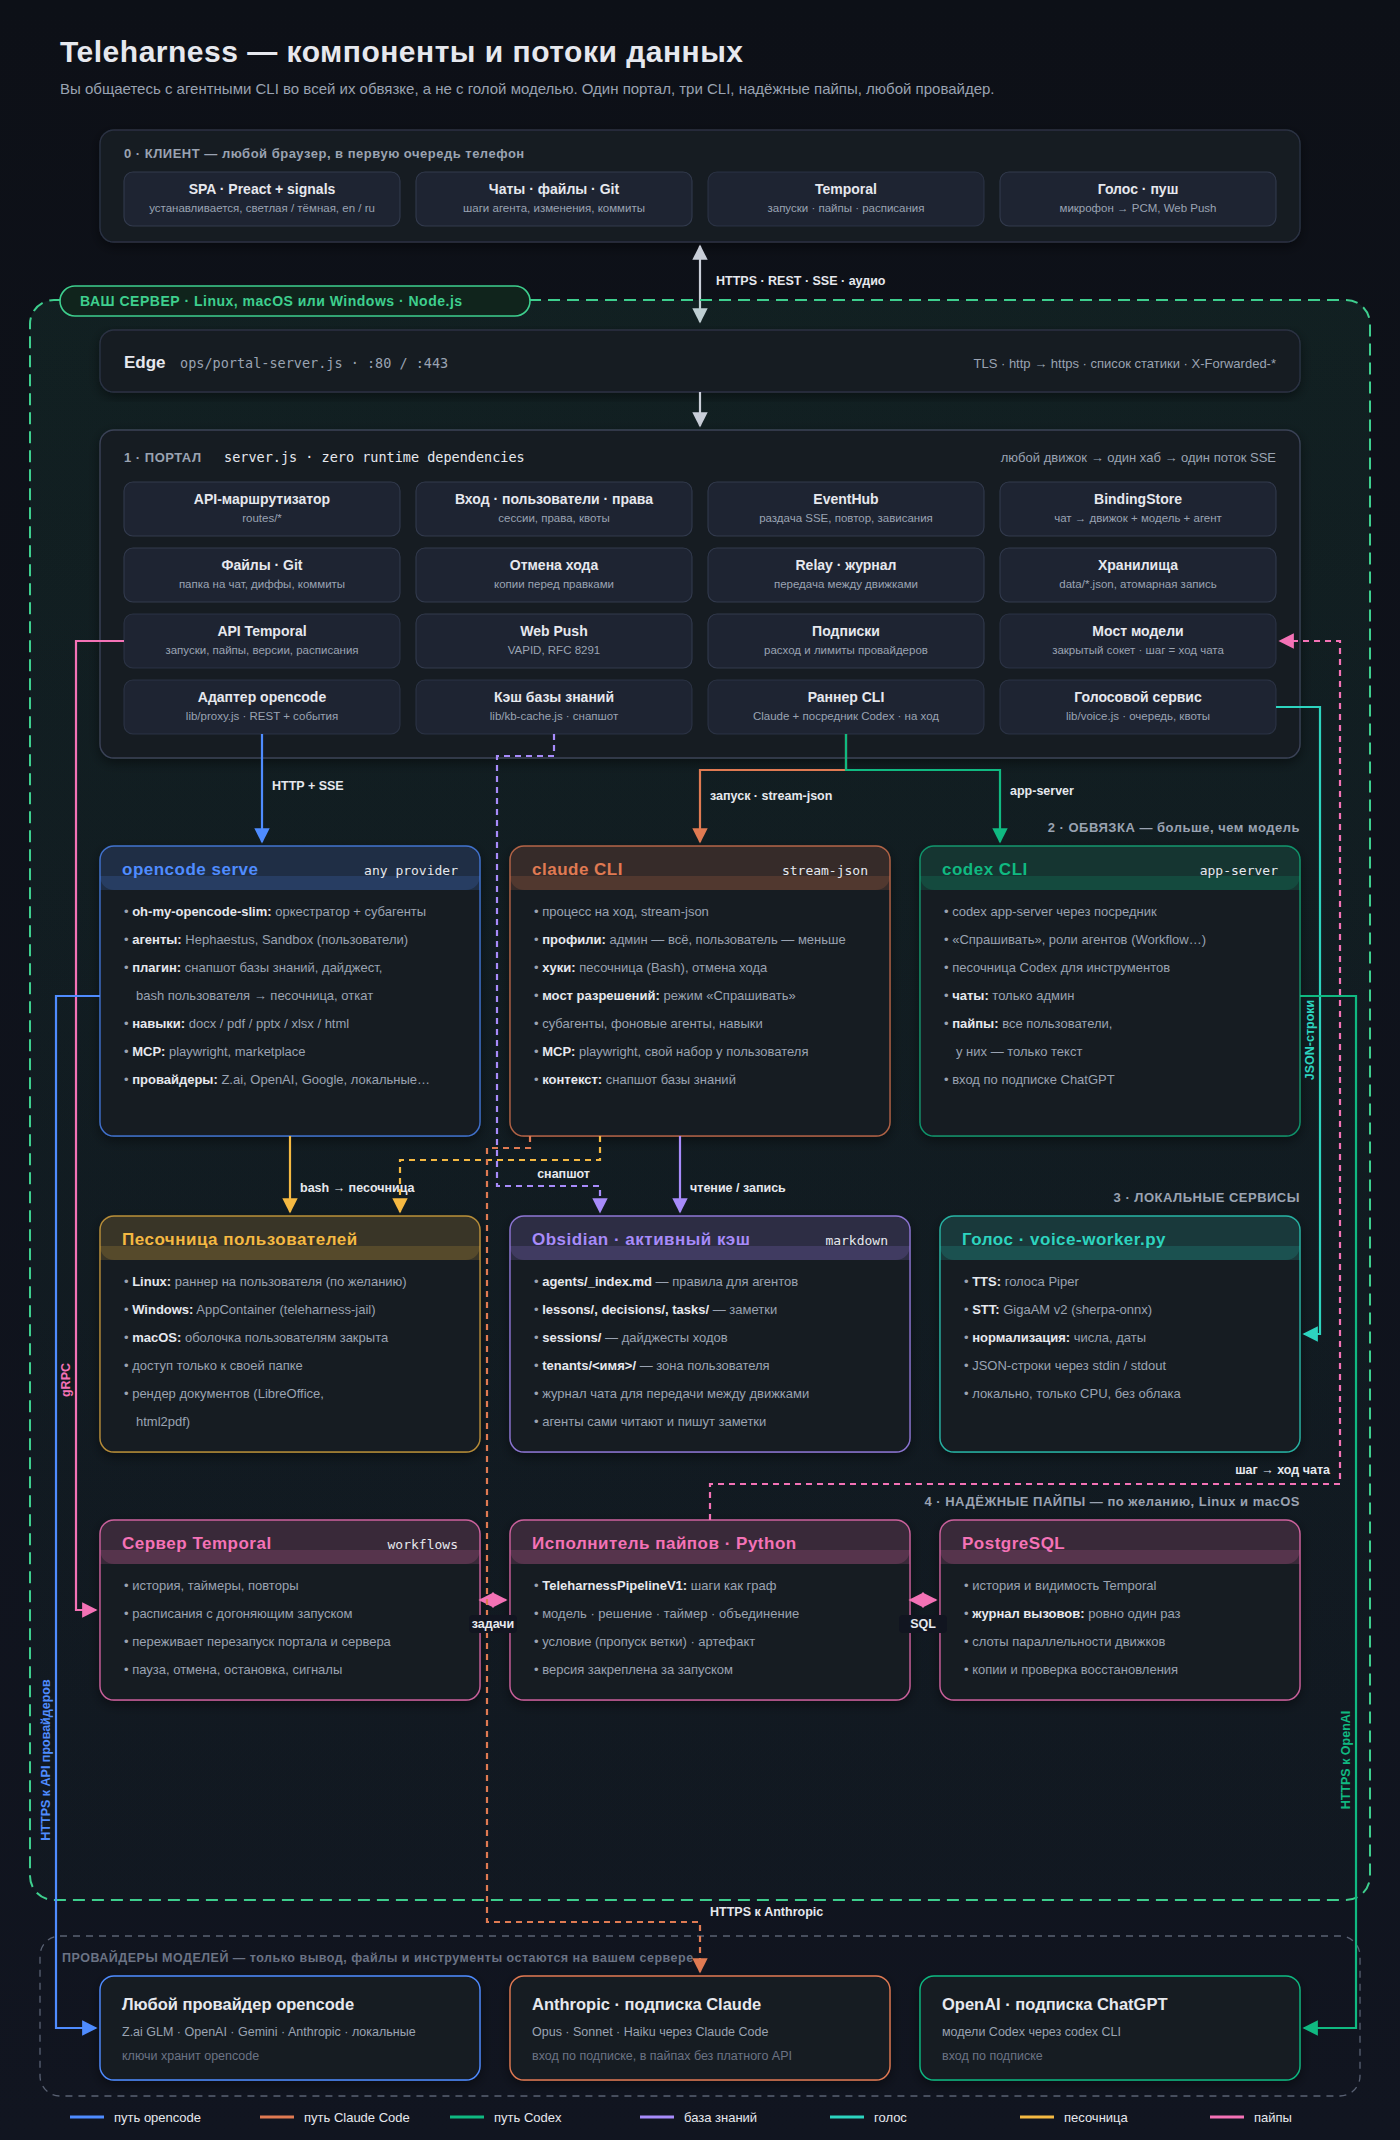 Teleharness — компоненты и потоки данных
Вы общаетесь с агентными CLI во всей их обвязке, а не с голой моделью. Один портал, три CLI, надёжные пайпы, любой провайдер.
0 · КЛИЕНТ — любой браузер, в первую очередь телефон
SPA · Preact + signals
устанавливается, светлая / тёмная, en / ru
Чаты · файлы · Git
шаги агента, изменения, коммиты
Temporal
запуски · пайпы · расписания
Голос · пуш
микрофон → PCM, Web Push
HTTPS · REST · SSE · аудио
ВАШ СЕРВЕР · Linux, macOS или Windows · Node.js
Edge ops/portal-server.js · :80 / :443
TLS · http → https · список статики · X-Forwarded-*
1 · ПОРТАЛ server.js · zero runtime dependencies
любой движок → один хаб → один поток SSE
API-маршрутизатор
routes/*
Вход · пользователи · права
сессии, права, квоты
EventHub
раздача SSE, повтор, зависания
BindingStore
чат → движок + модель + агент
Файлы · Git
папка на чат, диффы, коммиты
Отмена хода
копии перед правками
Relay · журнал
передача между движками
Хранилища
data/*.json, атомарная запись
API Temporal
запуски, пайпы, версии, расписания
Web Push
VAPID, RFC 8291
Подписки
расход и лимиты провайдеров
Мост модели
закрытый сокет · шаг = ход чата
Адаптер opencode
lib/proxy.js · REST + события
Кэш базы знаний
lib/kb-cache.js · снапшот
Раннер CLI
Claude + посредник Codex · на ход
Голосовой сервис
lib/voice.js · очередь, квоты
HTTP + SSE
запуск · stream-json
app-server
2 · ОБВЯЗКА — больше, чем модель
opencode serve any provider
• oh-my-opencode-slim: оркестратор + субагенты
• агенты: Hephaestus, Sandbox (пользователи)
• плагин: снапшот базы знаний, дайджест,
bash пользователя → песочница, откат
• навыки: docx / pdf / pptx / xlsx / html
• MCP: playwright, marketplace
• провайдеры: Z.ai, OpenAI, Google, локальные…
claude CLI stream-json
• процесс на ход, stream-json
• профили: админ — всё, пользователь — меньше
• хуки: песочница (Bash), отмена хода
• мост разрешений: режим «Спрашивать»
• субагенты, фоновые агенты, навыки
• MCP: playwright, свой набор у пользователя
• контекст: снапшот базы знаний
codex CLI app-server
• codex app-server через посредник
• «Спрашивать», роли агентов (Workflow…)
• песочница Codex для инструментов
• чаты: только админ
• пайпы: все пользователи,
у них — только текст
• вход по подписке ChatGPT
JSON-строки
bash → песочница
снапшот
чтение / запись
3 · ЛОКАЛЬНЫЕ СЕРВИСЫ
Песочница пользователей
• Linux: раннер на пользователя (по желанию)
• Windows: AppContainer (teleharness-jail)
• macOS: оболочка пользователям закрыта
• доступ только к своей папке
• рендер документов (LibreOffice,
html2pdf)
Obsidian · активный кэш markdown
• agents/_index.md — правила для агентов
• lessons/, decisions/, tasks/ — заметки
• sessions/ — дайджесты ходов
• tenants/<имя>/ — зона пользователя
• журнал чата для передачи между движками
• агенты сами читают и пишут заметки
Голос · voice-worker.py
• TTS: голоса Piper
• STT: GigaAM v2 (sherpa-onnx)
• нормализация: числа, даты
• JSON-строки через stdin / stdout
• локально, только CPU, без облака
gRPC
шаг → ход чата
4 · НАДЁЖНЫЕ ПАЙПЫ — по желанию, Linux и macOS
Сервер Temporal workflows
• история, таймеры, повторы
• расписания с догоняющим запуском
• переживает перезапуск портала и сервера
• пауза, отмена, остановка, сигналы
задачи
Исполнитель пайпов · Python
• TeleharnessPipelineV1: шаги как граф
• модель · решение · таймер · объединение
• условие (пропуск ветки) · артефакт
• версия закреплена за запуском
SQL
PostgreSQL
• история и видимость Temporal
• журнал вызовов: ровно один раз
• слоты параллельности движков
• копии и проверка восстановления
HTTPS к API провайдеров
HTTPS к OpenAI
HTTPS к Anthropic
ПРОВАЙДЕРЫ МОДЕЛЕЙ — только вывод, файлы и инструменты остаются на вашем сервере
Любой провайдер opencode
Z.ai GLM · OpenAI · Gemini · Anthropic · локальные
ключи хранит opencode
Anthropic · подписка Claude
Opus · Sonnet · Haiku через Claude Code
вход по подписке, в пайпах без платного API
OpenAI · подписка ChatGPT
модели Codex через codex CLI
вход по подписке
путь opencode
путь Claude Code
путь Codex
база знаний
голос
песочница
пайпы